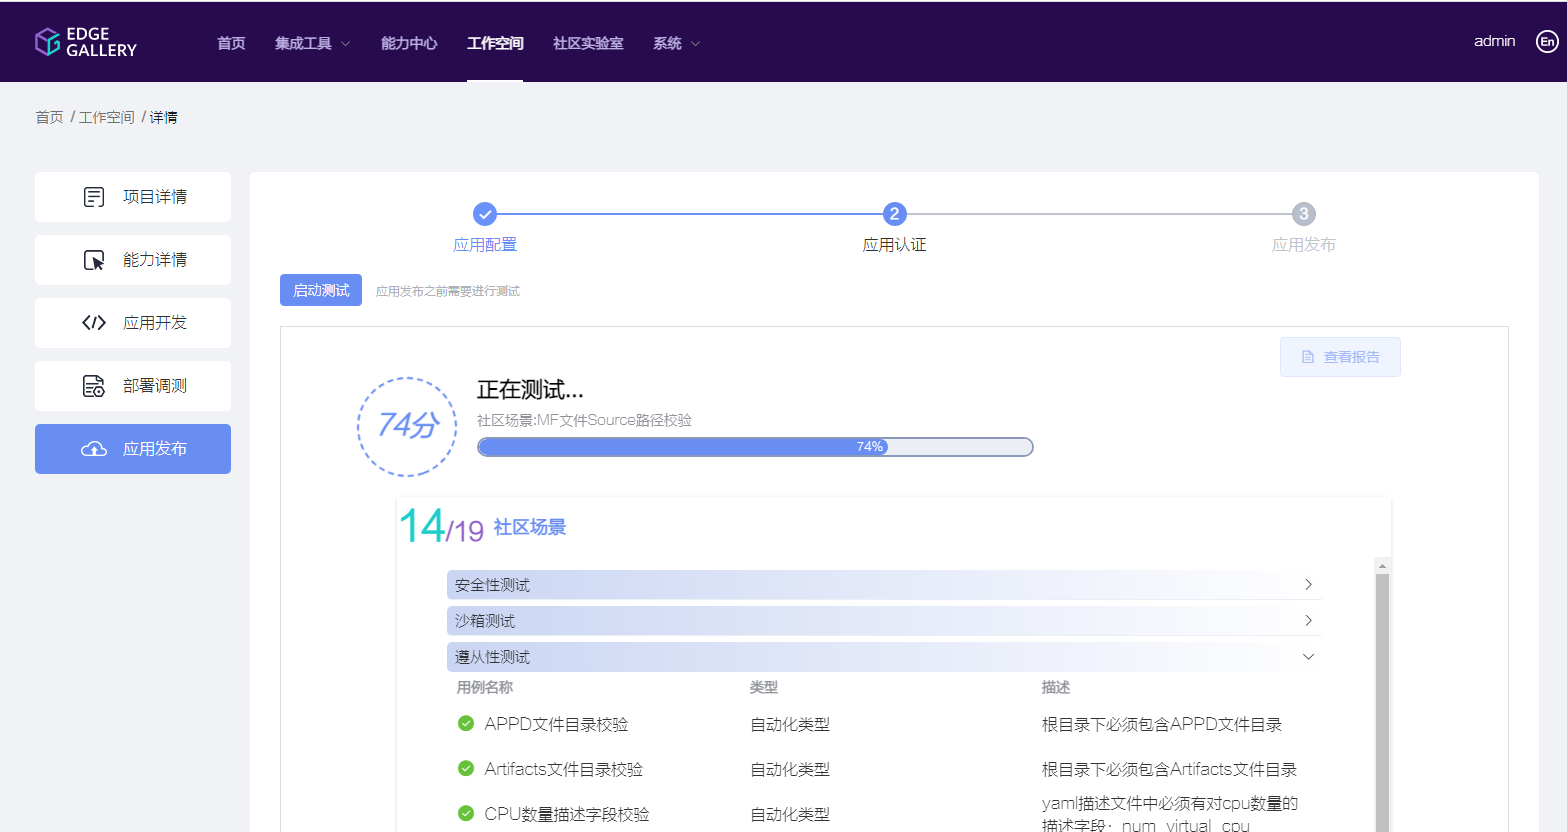 EDGE
GALLERY
首页 集成工具 能力中心 工作空间 社区实验室 系统
admin En
首页 / 工作空间 / 详情
项目详情
能力详情
应用开发
部署调测
应用发布
2 3
应用配置 应用认证 应用发布
启动测试 应用发布之前需要进行测试
查看报告
74分
正在测试...
社区场景:MF文件Source路径校验
74%
14/19 社区场景
安全性测试
沙箱测试
遵从性测试
用例名称 类型 描述
APPD文件目录校验 自动化类型 根目录下必须包含APPD文件目录
Artifacts文件目录校验 自动化类型 根目录下必须包含Artifacts文件目录
CPU数量描述字段校验 自动化类型 yaml描述文件中必须有对cpu数量的
描述字段：num_virtual_cpu